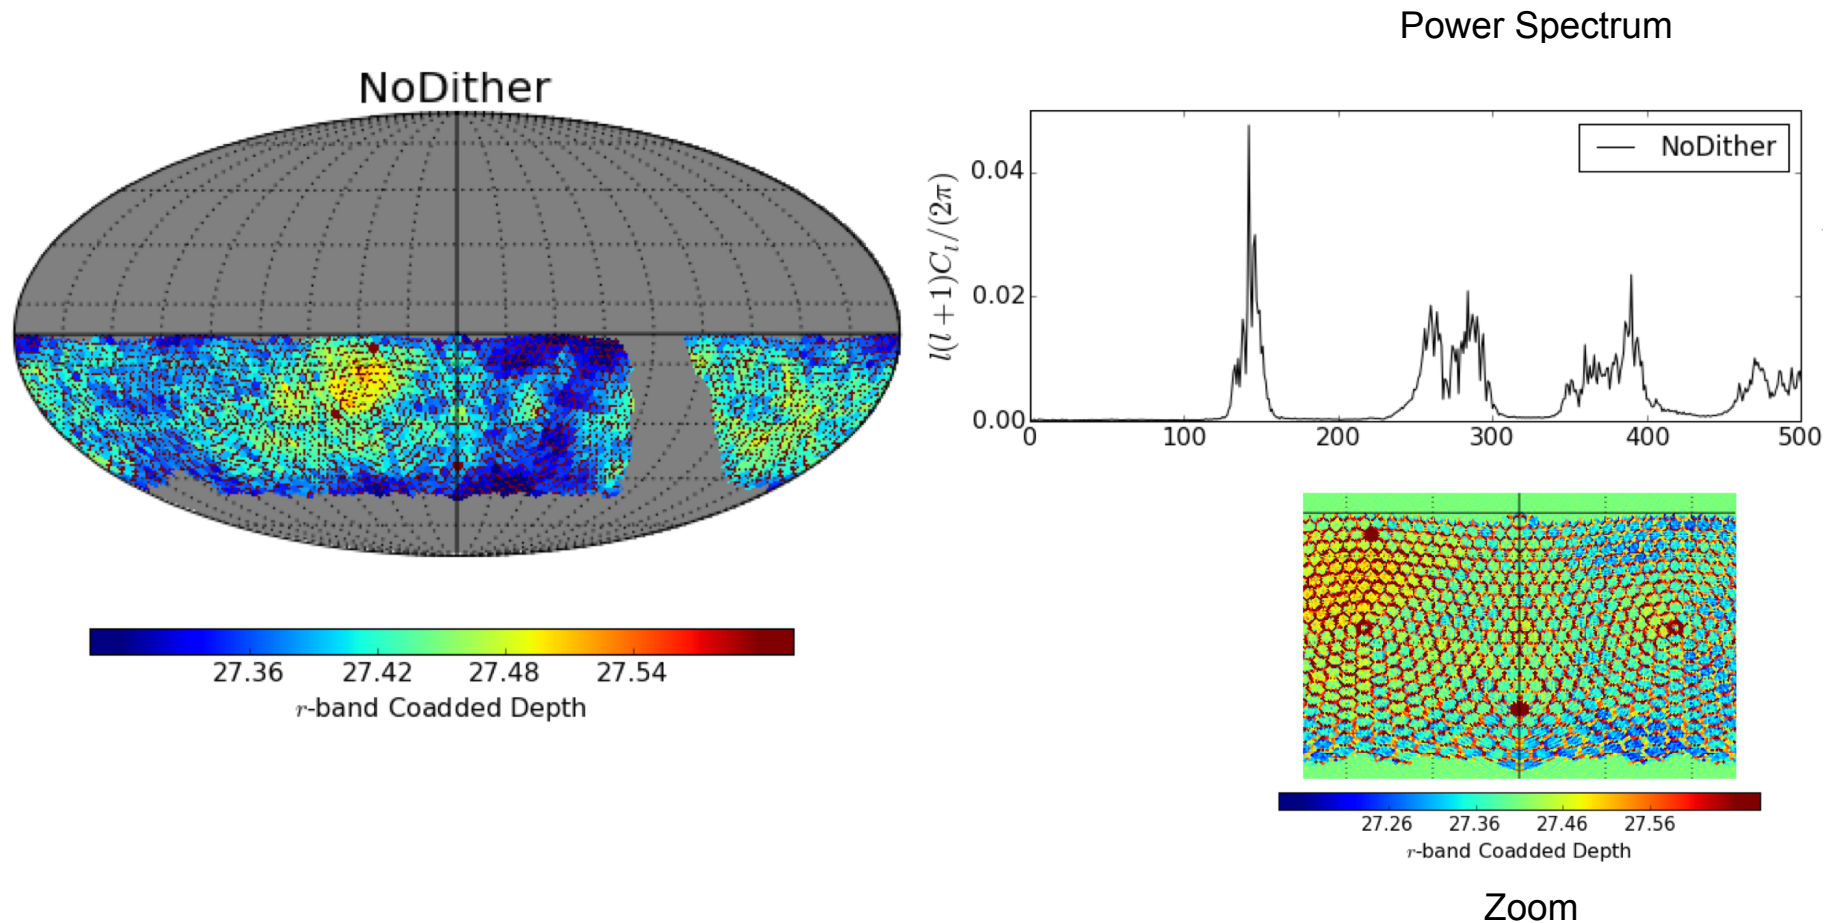 Power Spectrum
NoDither
NoDither
l(l+1)C_l/(2π)
0.04
0.02
0.00
0 100 200 300 400 500
27.36 27.42 27.48 27.54
r-band Coadded Depth
27.26 27.36 27.46 27.56
r-band Coadded Depth
Zoom